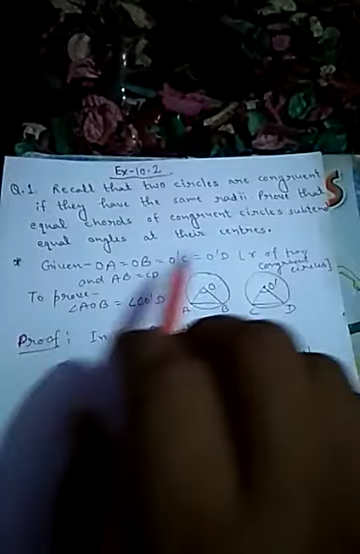 Ex-10.2
Q.1. Recall that two circles are congruent
if they have the same radii. Prove that
equal chords of congruent circles subtend
equal angles at their centres.
* Given- OA = OB = O'C = O'D [r of two
congruent circles]
and AB = CD
To prove-
∠AOB = ∠CO'D
O O'
A B C D
Proof: In
S